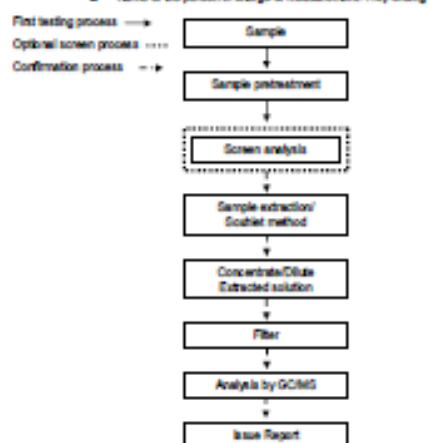 First testing process
Optional screen process
Confirmation process
Sample
Sample pretreatment
Screen analysis
Sample extraction/
Soxhlet method
Concentrate/Dilute
Extracted solution
Filter
Analysis by GC/MS
Issue Report